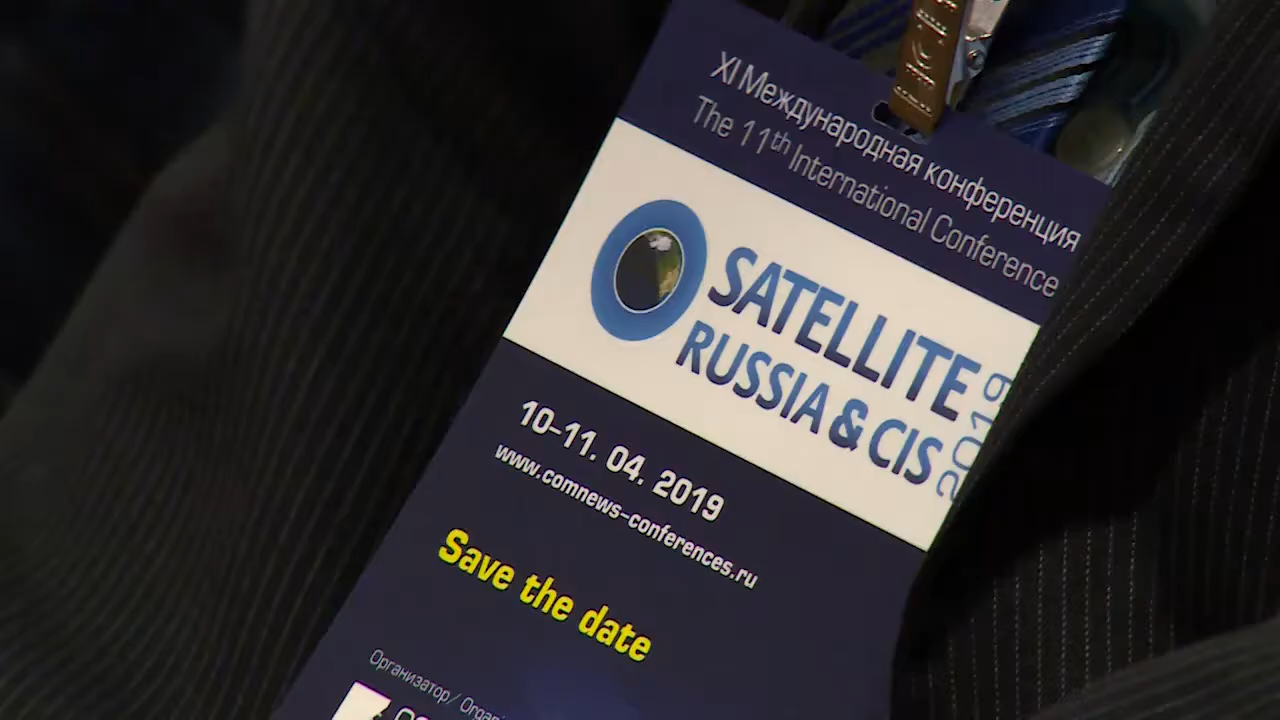 XI Международная конференция
The 11th International Conference
SATELLITE
RUSSIA & CIS
2019
10-11. 04. 2019
www.comnews-conferences.ru
Save the date
Организатор/